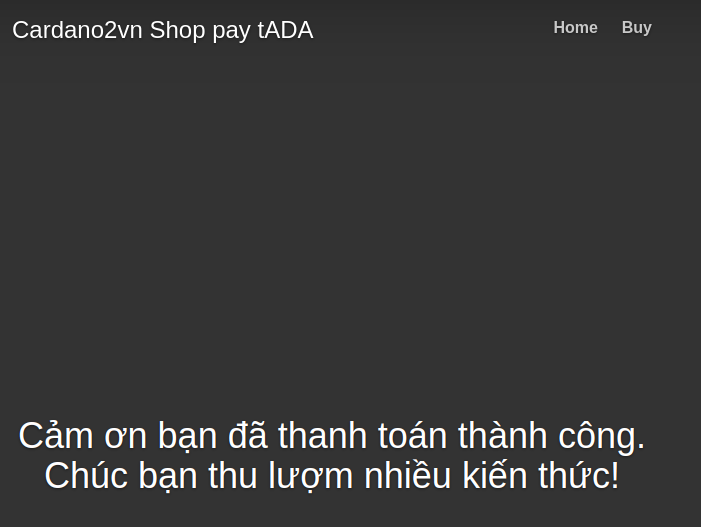 Cardano2vn Shop pay tADA
Home Buy
Cảm ơn bạn đã thanh toán thành công.
Chúc bạn thu lượm nhiều kiến thức!